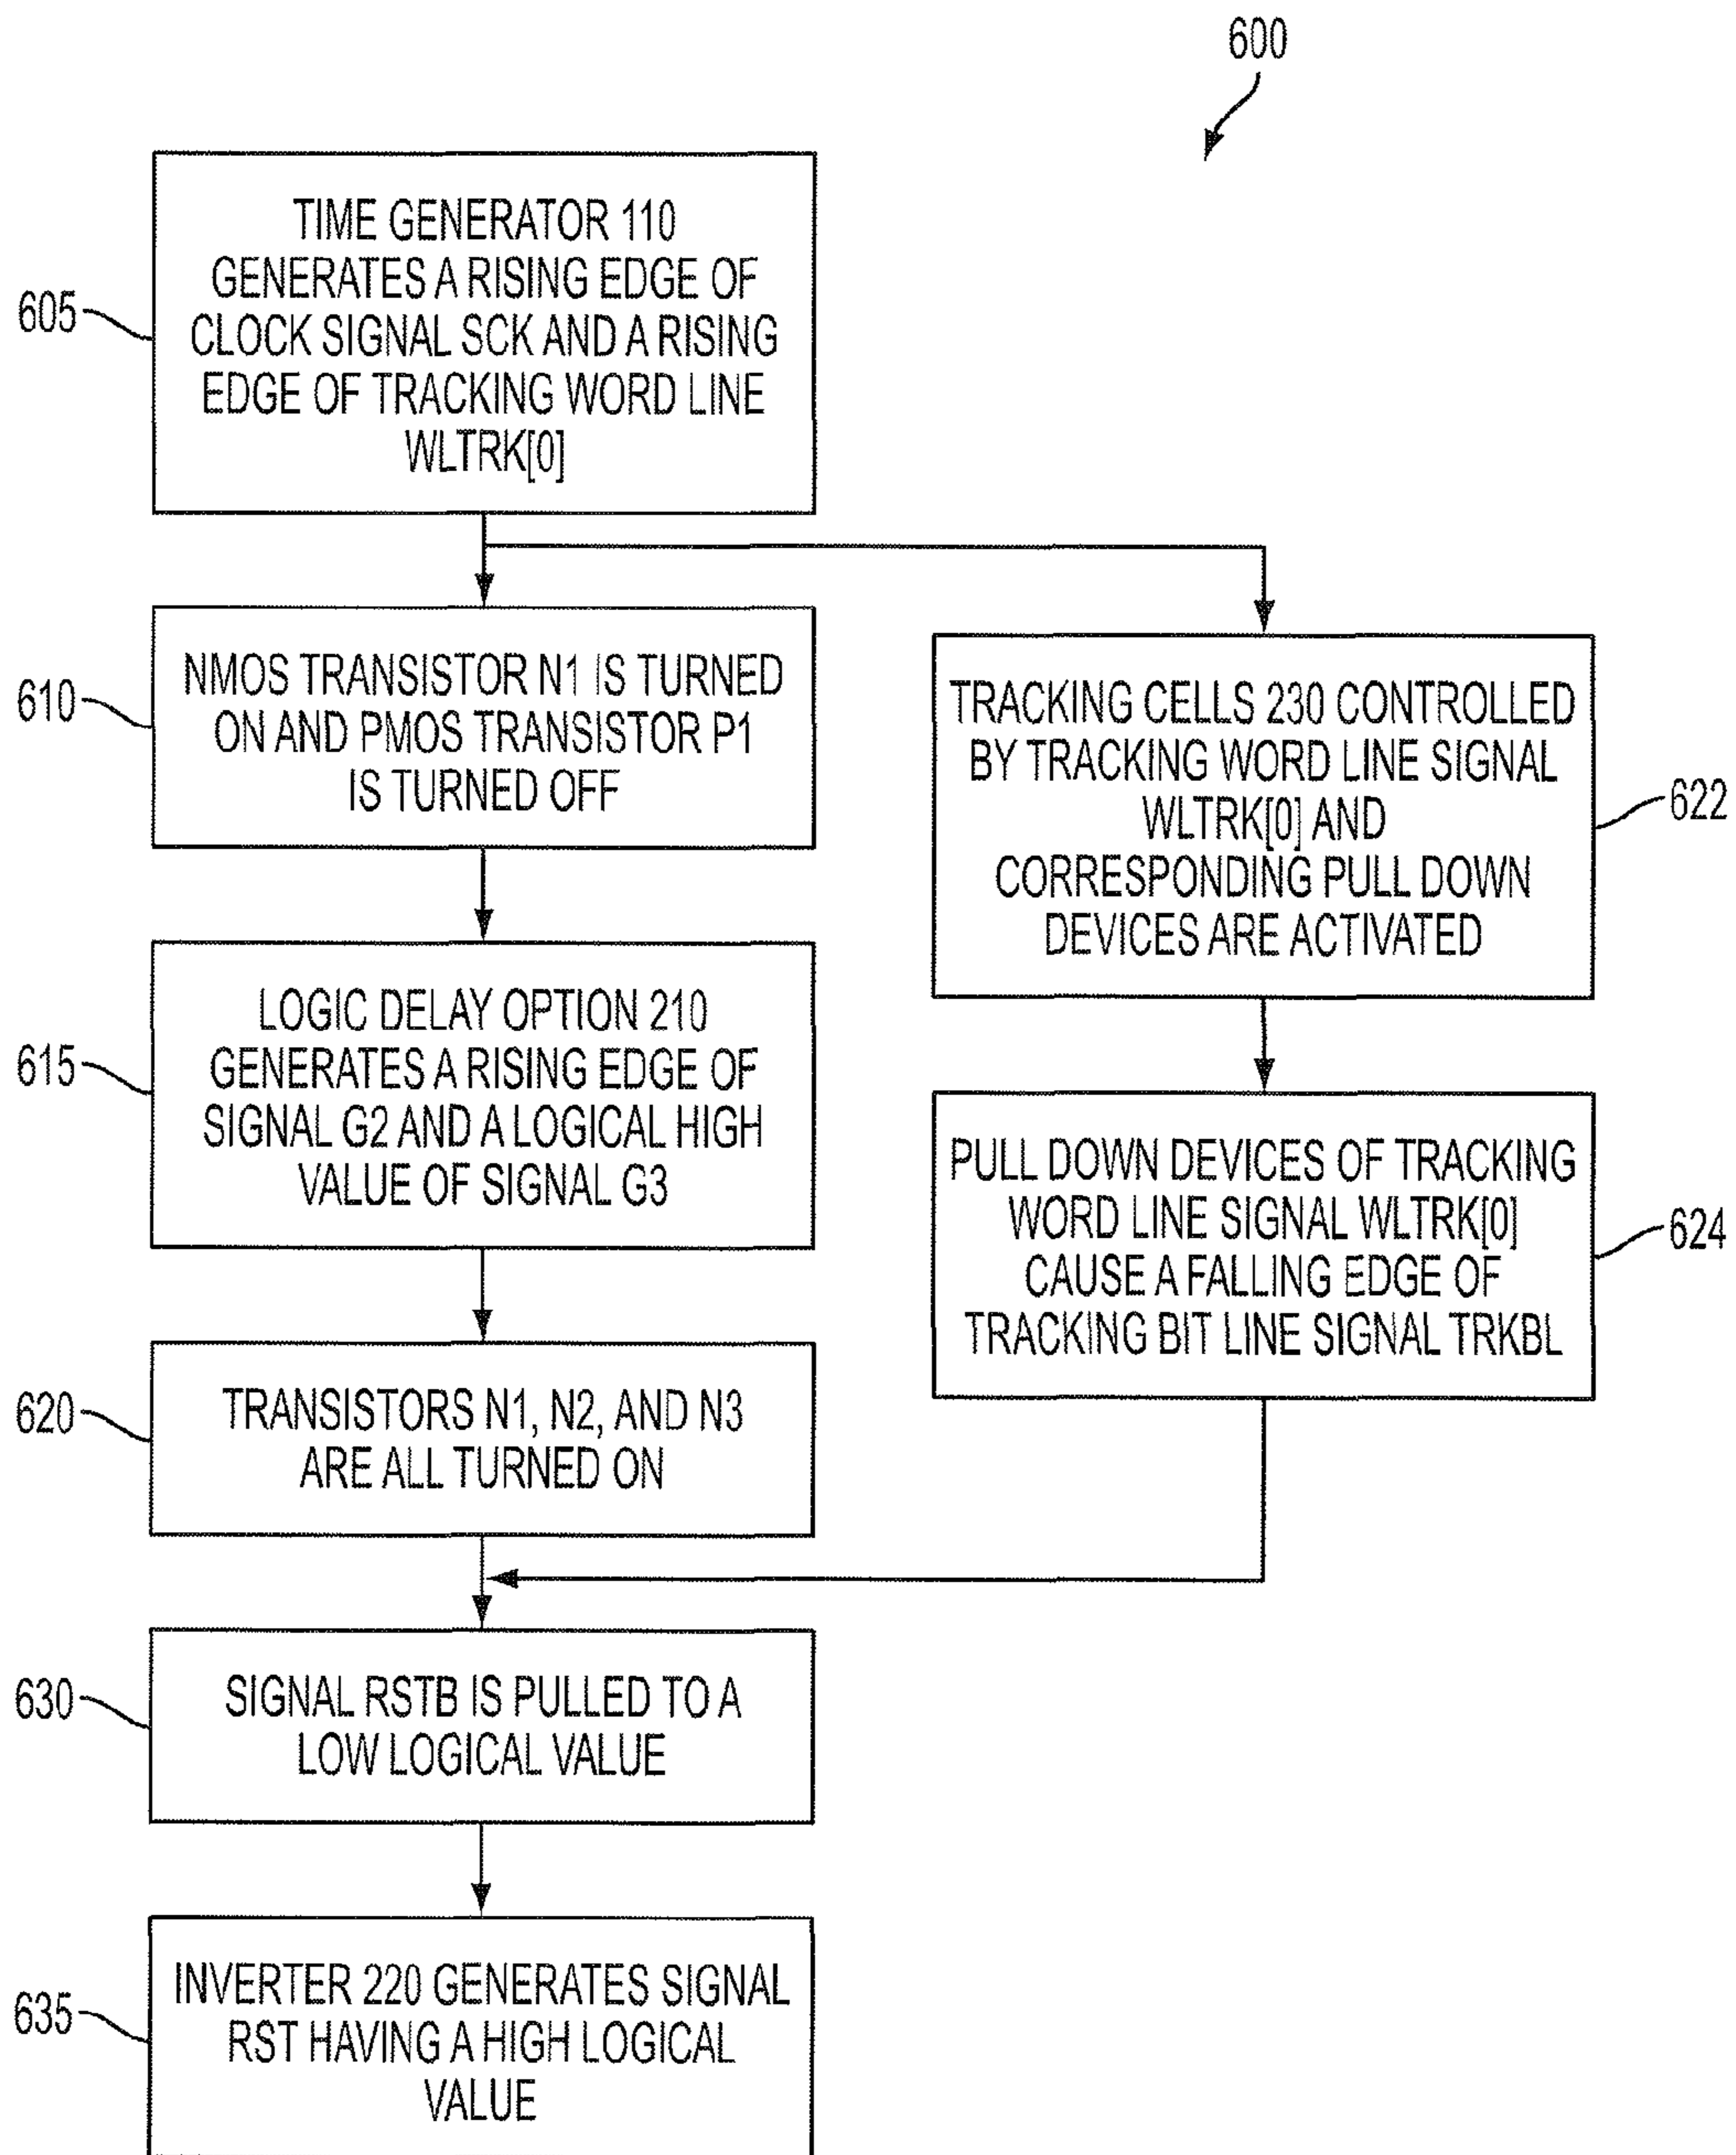 600
605
TIME GENERATOR 110
GENERATES A RISING EDGE OF
CLOCK SIGNAL SCK AND A RISING
EDGE OF TRACKING WORD LINE
WLTRK[0]
610
NMOS TRANSISTOR N1 IS TURNED
ON AND PMOS TRANSISTOR P1
IS TURNED OFF
615
LOGIC DELAY OPTION 210
GENERATES A RISING EDGE OF
SIGNAL G2 AND A LOGICAL HIGH
VALUE OF SIGNAL G3
620
TRANSISTORS N1, N2, AND N3
ARE ALL TURNED ON
TRACKING CELLS 230 CONTROLLED
BY TRACKING WORD LINE SIGNAL
WLTRK[0] AND
CORRESPONDING PULL DOWN
DEVICES ARE ACTIVATED
622
PULL DOWN DEVICES OF TRACKING
WORD LINE SIGNAL WLTRK[0]
CAUSE A FALLING EDGE OF
TRACKING BIT LINE SIGNAL TRKBL
624
630
SIGNAL RSTB IS PULLED TO A
LOW LOGICAL VALUE
635
INVERTER 220 GENERATES SIGNAL
RST HAVING A HIGH LOGICAL
VALUE